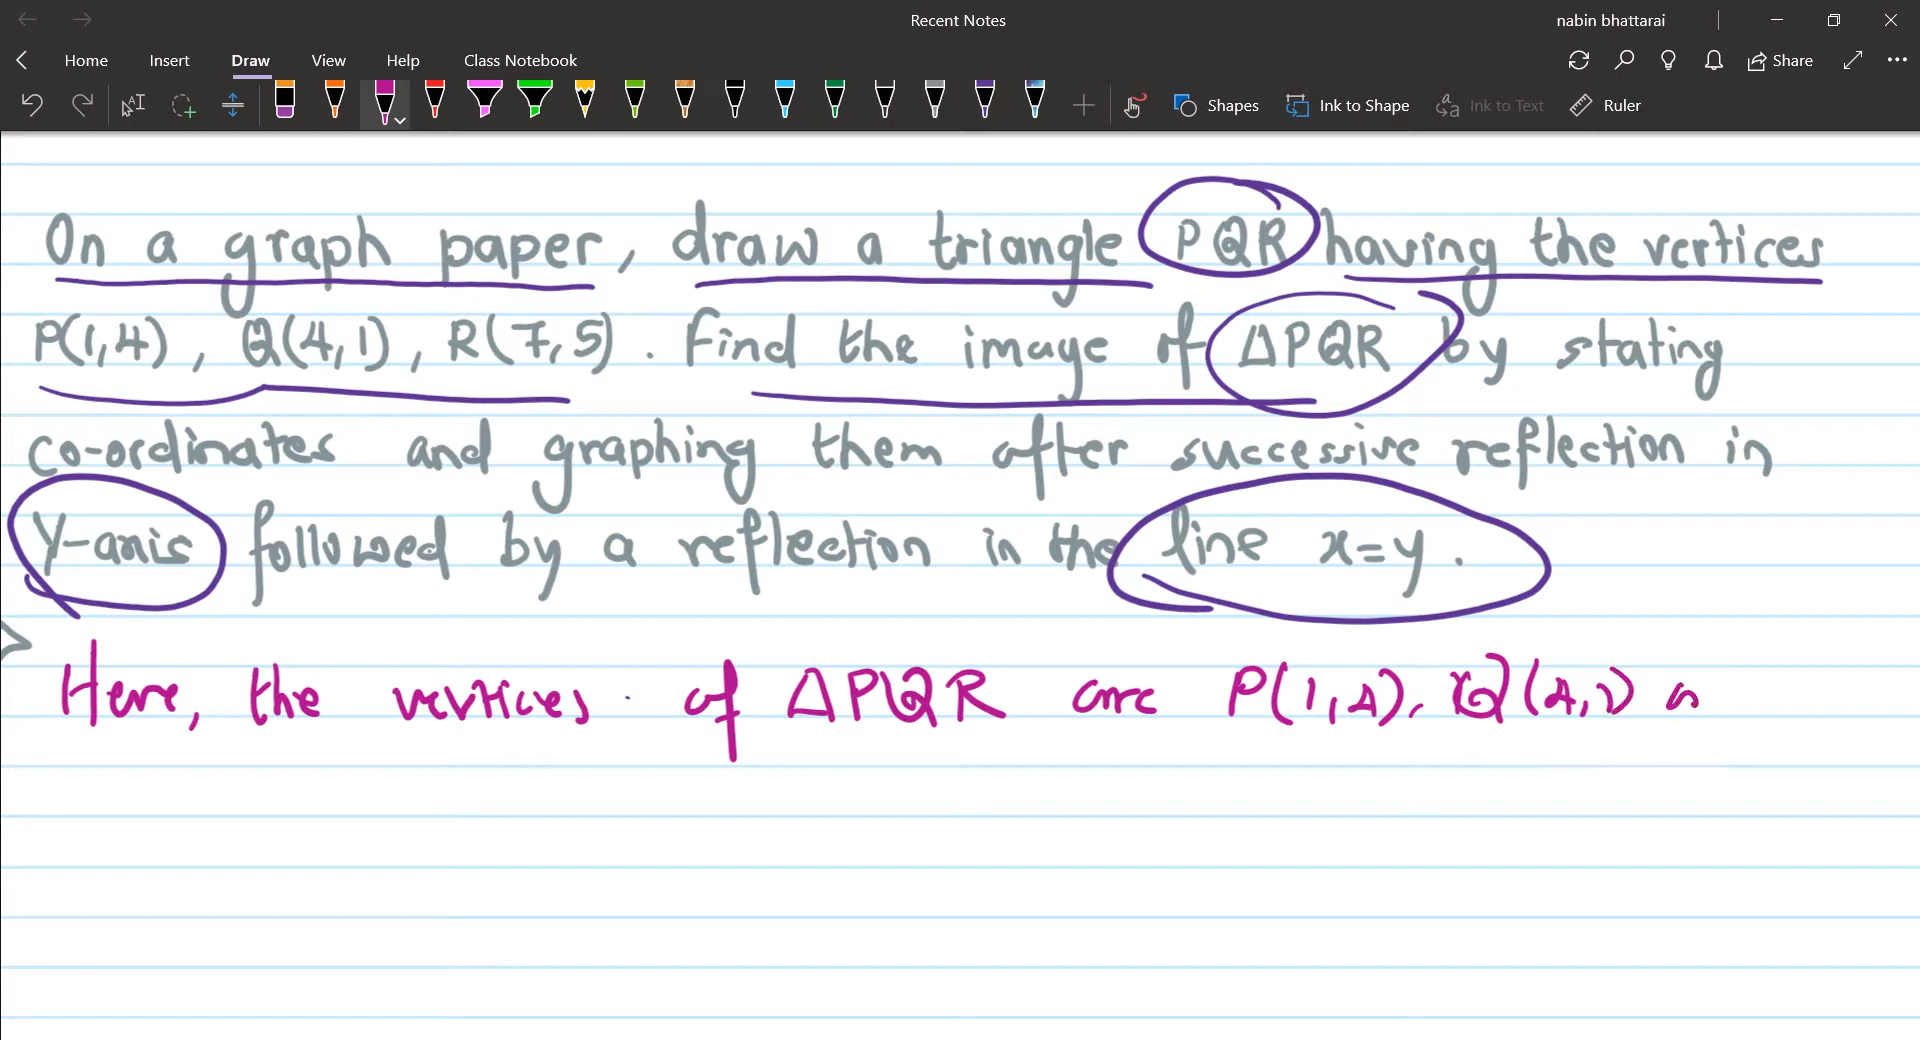 Recent Notes
nabin bhattarai
Home Insert Draw View Help Class Notebook
Share
Shapes Ink to Shape Ink to Text Ruler
On a graph paper, draw a triangle PQR having the vertices
P(1,4), Q(4,1), R(7,5). Find the image of ΔPQR by stating
co-ordinates and graphing them after successive reflection in
Y-axis followed by a reflection in the line x=y.
Here, the vertices of ΔPQR are P(1,4), Q(4,1) a